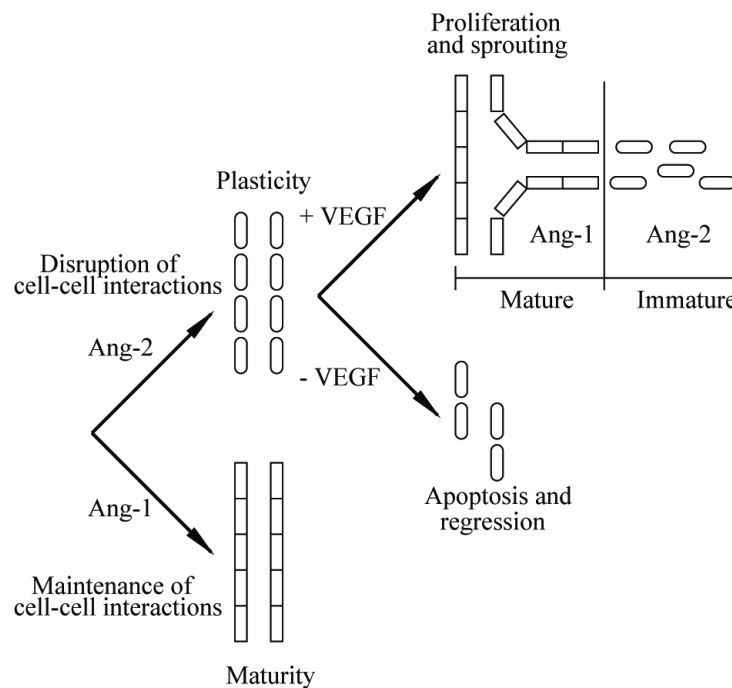 Proliferation
and sprouting
Plasticity
+ VEGF
Ang-1
Ang-2
Disruption of
cell-cell interactions
Mature
Immature
Ang-2
- VEGF
Ang-1
Apoptosis and
regression
Maintenance of
cell-cell interactions
Maturity